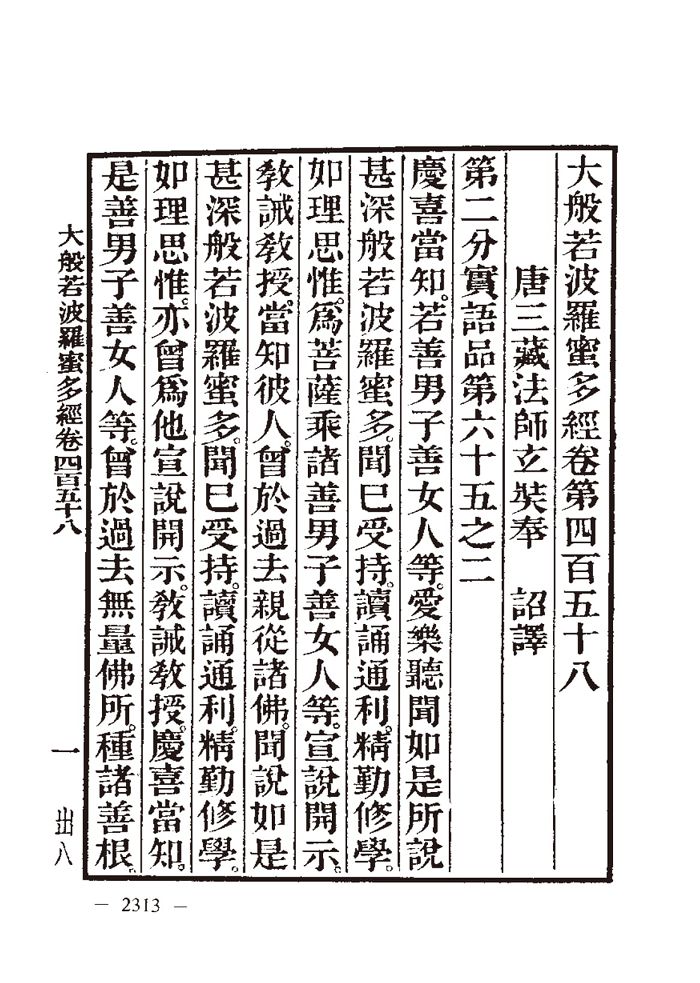 大般若波羅蜜多經卷第四百五十八
唐三藏法師玄奘奉　詔譯
第二分實語品第六十五之二
慶喜當知。若善男子善女人等。愛樂聽聞如是所說
甚深般若波羅蜜多。聞已受持。讀誦通利。精勤修學。
如理思惟。爲菩薩乘諸善男子善女人等。宣說開示。
敎誡敎授。當知彼人。曾於過去親從諸佛。聞說如是
甚深般若波羅蜜多。聞已受持。讀誦通利。精勤修學。
如理思惟。亦曾爲他宣說開示。敎誡敎授。慶喜當知。
是善男子善女人等。曾於過去無量佛所。種諸善根。
大般若波羅蜜多經卷四百五十八
一
出八
— 2313 —